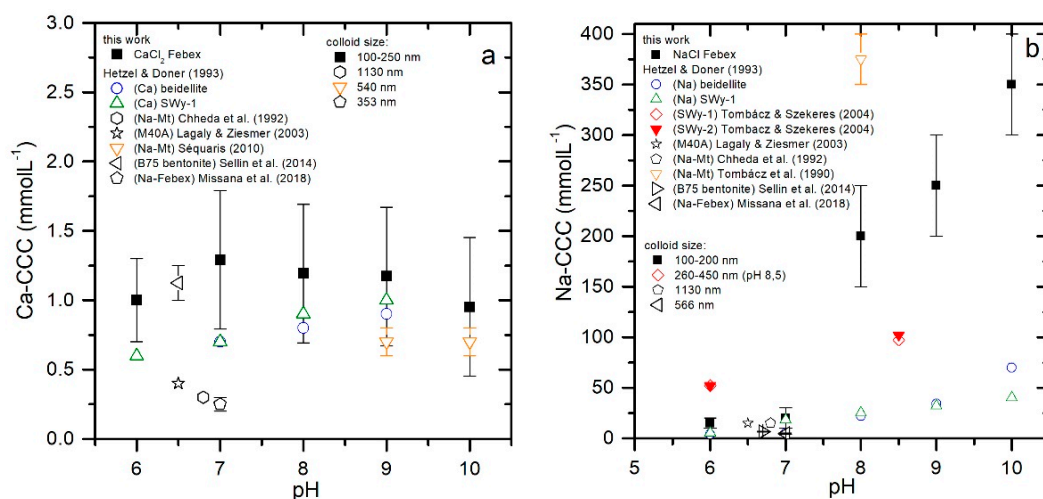 a
this work
CaCl₂ Febex
Hetzel & Doner (1993)
(Ca) beidellite
(Ca) SWy-1
(Na-Mt) Chheda et al. (1992)
(M40A) Lagaly & Ziesmer (2003)
(Na-Mt) Séquaris (2010)
(B75 bentonite) Sellin et al. (2014)
(Na-Febex) Missana et al. (2018)
colloid size:
100-250 nm
1130 nm
540 nm
353 nm
Ca-CCC (mmolL⁻¹)
3.0
2.5
2.0
1.5
1.0
0.5
0.0
6 7 8 9 10
pH
b
this work
NaCl Febex
Hetzel & Doner (1993)
(Na) beidellite
(Na) SWy-1
(SWy-1) Tombácz & Szekeres (2004)
(SWy-2) Tombacz & Szekeres (2004)
(M40A) Lagaly & Ziesmer (2003)
(Na-Mt) Chheda et al. (1992)
(Na-Mt) Tombácz et al. (1990)
(B75 bentonite) Sellin et al. (2014)
(Na-Febex) Missana et al. (2018)
colloid size:
100-200 nm
260-450 nm (pH 8,5)
1130 nm
566 nm
Na-CCC (mmolL⁻¹)
400
350
300
250
200
150
100
50
0
5 6 7 8 9 10
pH